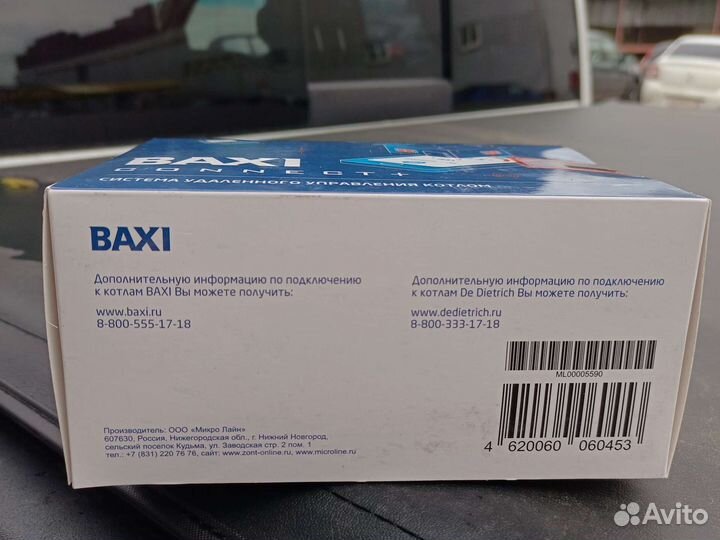 BAXI
CONNECT+
СИСТЕМА УДАЛЕННОГО УПРАВЛЕНИЯ КОТЛОМ
BAXI
Дополнительную информацию по подключению
к котлам BAXI Вы можете получить:
www.baxi.ru
8-800-555-17-18
Дополнительную информацию по подключению
к котлам De Dietrich Вы можете получить:
www.dedietrich.ru
8-800-333-17-18
ML00005590
4 620060 060453
Производитель: ООО «Микро Лайн»
607630, Россия, Нижегородская обл., г. Нижний Новгород,
сельский поселок Кудьма, ул. Заводская стр. 2 пом. 1
тел.: +7 (831) 220 76 76, сайт: www.zont-online.ru, www.microline.ru
Avito